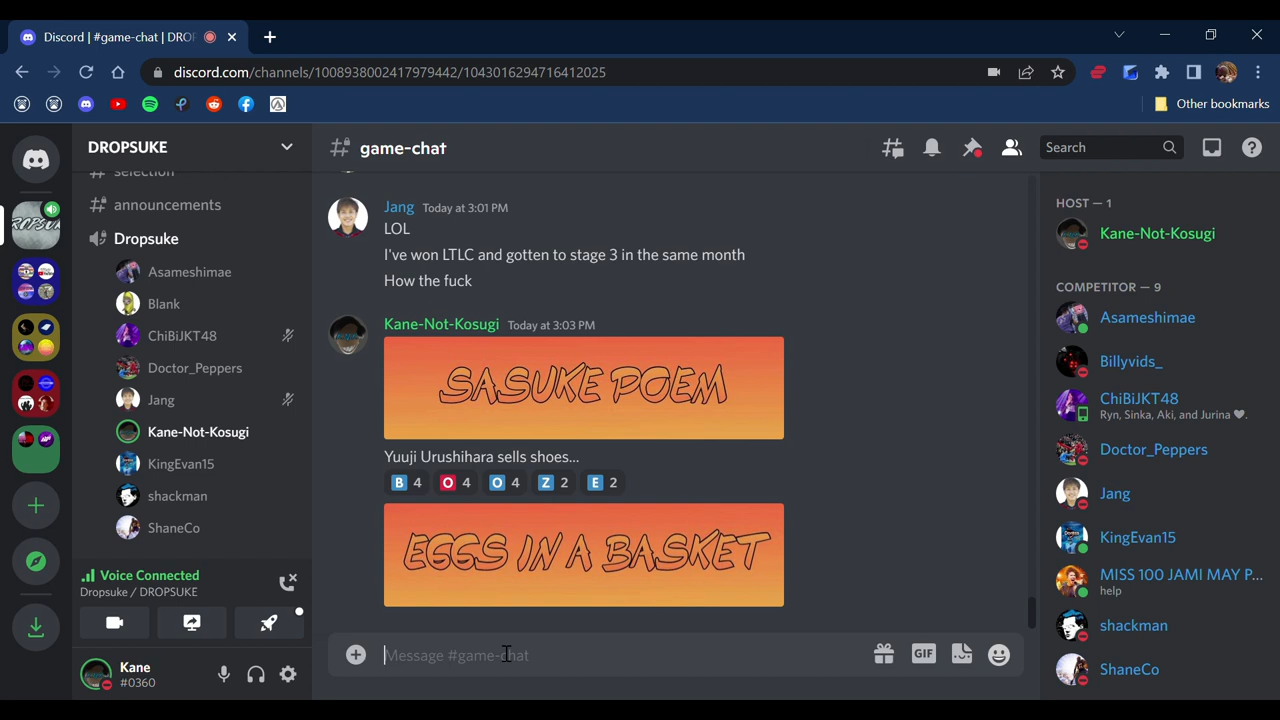 Discord | #game-chat | DROP
discord.com/channels/1008938002417979442/1043016294716412025
Other bookmarks
DROPSUKE
selection
announcements
Dropsuke
Asameshimae
Blank
ChiBiJKT48
Doctor_Peppers
Jang
Kane-Not-Kosugi
KingEvan15
shackman
ShaneCo
Voice Connected
Dropsuke / DROPSUKE
Kane
#0360
game-chat
Search
Jang Today at 3:01 PM
LOL
I've won LTLC and gotten to stage 3 in the same month
How the fuck
Kane-Not-Kosugi Today at 3:03 PM
SASUKE POEM
Yuuji Urushihara sells shoes...
B 4 O 4 O 4 Z 2 E 2
EGGS IN A BASKET
Message #game-chat
GIF
HOST — 1
Kane-Not-Kosugi
COMPETITOR — 9
Asameshimae
Billyvids_
ChiBiJKT48
Ryn, Sinka, Aki, and Jurina 🖤.
Doctor_Peppers
Jang
KingEvan15
MISS 100 JAMI MAY P...
help
shackman
ShaneCo